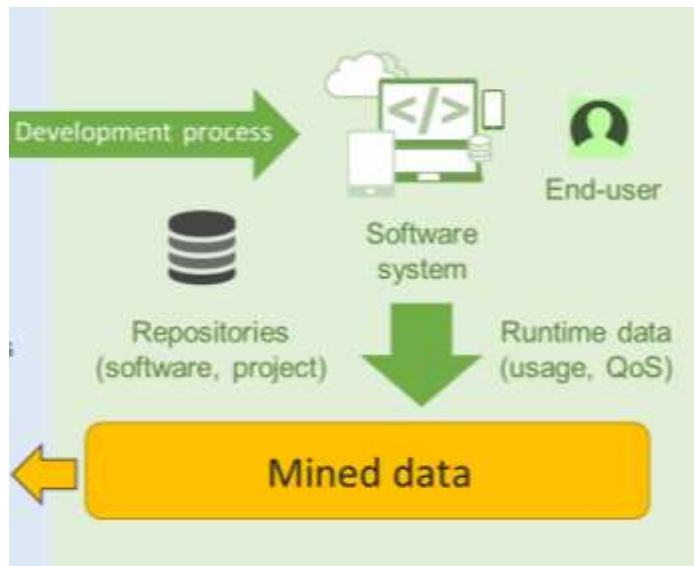 Development process
</>
End-user
Software
system
Repositories
(software, project)
Runtime data
(usage, QoS)
Mined data